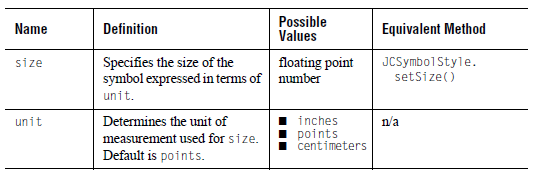 Name Definition Possible Values Equivalent Method
size Specifies the size of the symbol expressed in terms of unit. floating point number JCSymbolStyle.setSize()
unit Determines the unit of measurement used for size. Default is points. ■ inches ■ points ■ centimeters n/a